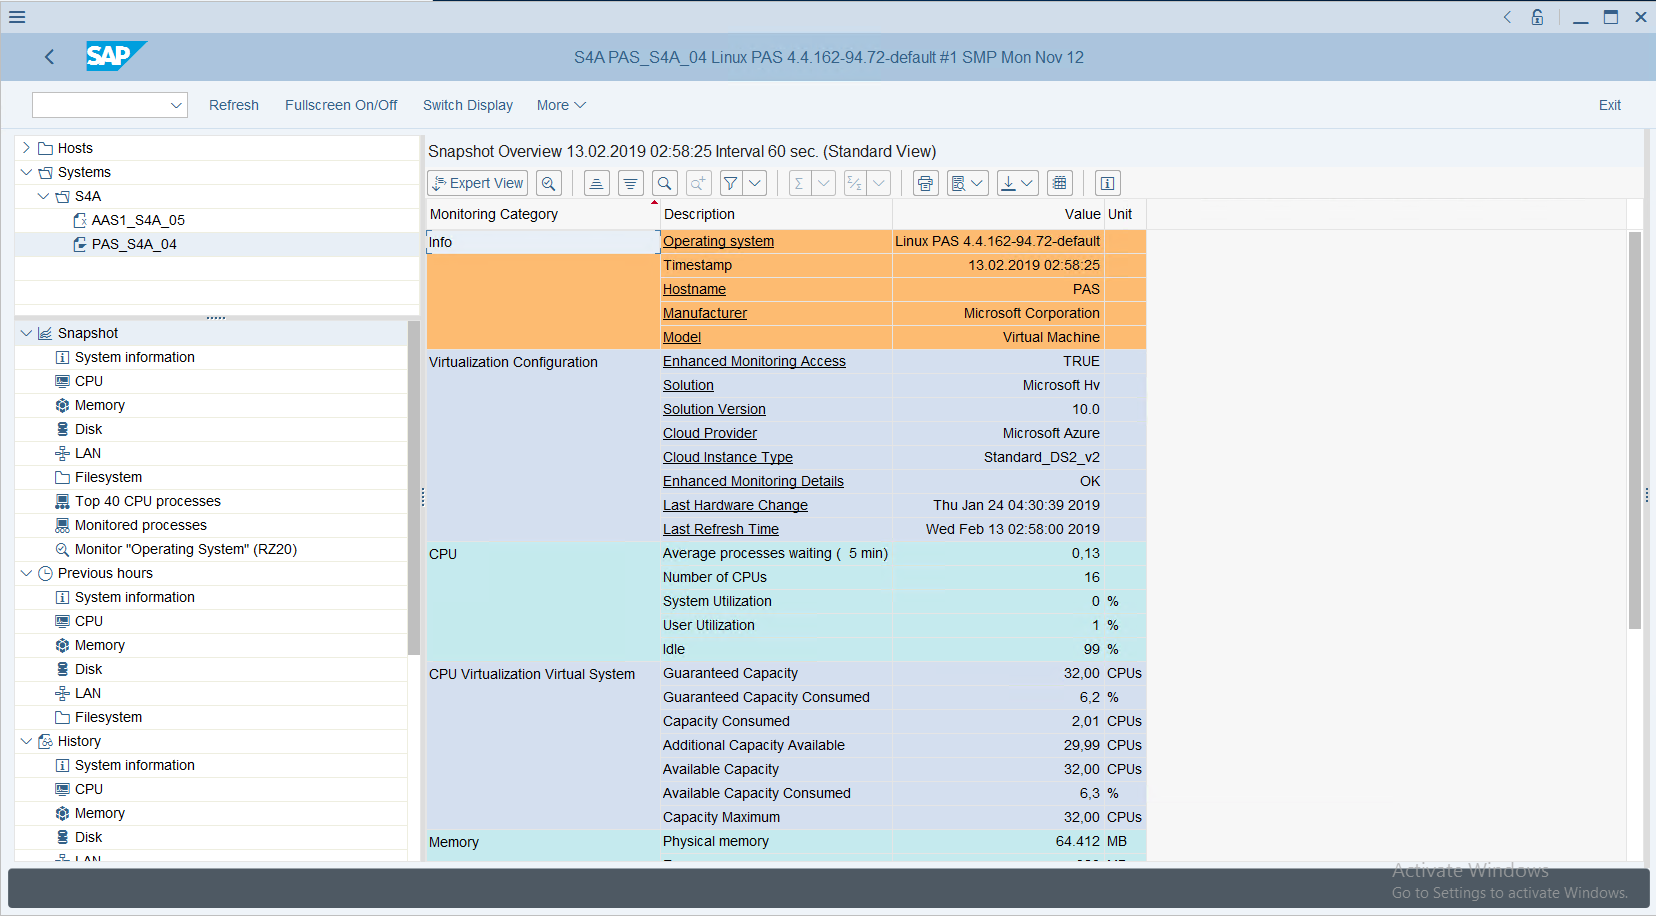 SAP
S4A PAS_S4A_04 Linux PAS 4.4.162-94.72-default #1 SMP Mon Nov 12
Refresh Fullscreen On/Off Switch Display More Exit
Hosts
Systems
S4A
AAS1_S4A_05
PAS_S4A_04
Snapshot
System information
CPU
Memory
Disk
LAN
Filesystem
Top 40 CPU processes
Monitored processes
Monitor "Operating System" (RZ20)
Previous hours
System information
CPU
Memory
Disk
LAN
Filesystem
History
System information
CPU
Memory
Disk
LAN
Snapshot Overview 13.02.2019 02:58:25 Interval 60 sec. (Standard View)
Expert View
Monitoring Category Description Value Unit
Info Operating system Linux PAS 4.4.162-94.72-default
Timestamp 13.02.2019 02:58:25
Hostname PAS
Manufacturer Microsoft Corporation
Model Virtual Machine
Virtualization Configuration Enhanced Monitoring Access TRUE
Solution Microsoft Hv
Solution Version 10.0
Cloud Provider Microsoft Azure
Cloud Instance Type Standard_DS2_v2
Enhanced Monitoring Details OK
Last Hardware Change Thu Jan 24 04:30:39 2019
Last Refresh Time Wed Feb 13 02:58:00 2019
CPU Average processes waiting ( 5 min) 0,13
Number of CPUs 16
System Utilization 0 %
User Utilization 1 %
Idle 99 %
CPU Virtualization Virtual System Guaranteed Capacity 32,00 CPUs
Guaranteed Capacity Consumed 6,2 %
Capacity Consumed 2,01 CPUs
Additional Capacity Available 29,99 CPUs
Available Capacity 32,00 CPUs
Available Capacity Consumed 6,3 %
Capacity Maximum 32,00 CPUs
Memory Physical memory 64.412 MB
Activate Windows
Go to Settings to activate Windows.